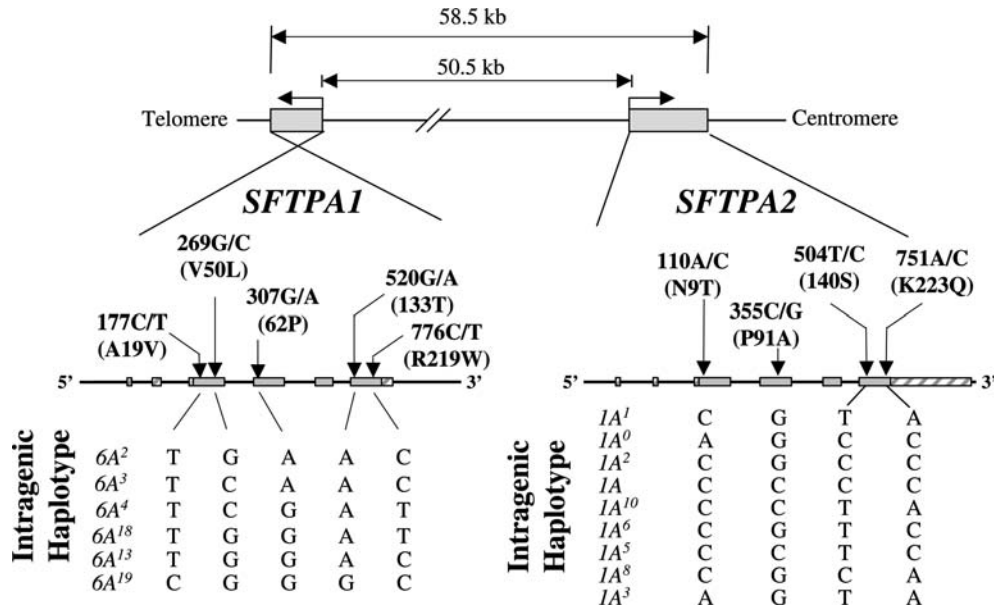 58.5 kb
50.5 kb
Telomere
Centromere
SFTPA1
SFTPA2
269G/C
(V50L)
307G/A
(62P)
520G/A
(133T)
177C/T
(A19V)
776C/T
(R219W)
110A/C
(N9T)
355C/G
(P91A)
504T/C
(140S)
751A/C
(K223Q)
5' 3'
5' 3'
Intragenic
Haplotype
6A² T G A A C
6A³ T C A A C
6A⁴ T C G A T
6A¹⁸ T G G A T
6A¹³ T G G A C
6A¹⁹ C G G G C
Intragenic
Haplotype
1A¹ C G T A
1A⁰ A G C C
1A² C G C C
1A C C C C
1A¹⁰ C C T A
1A⁶ C G T C
1A⁵ C C T C
1A⁸ C G C A
1A³ A G T A